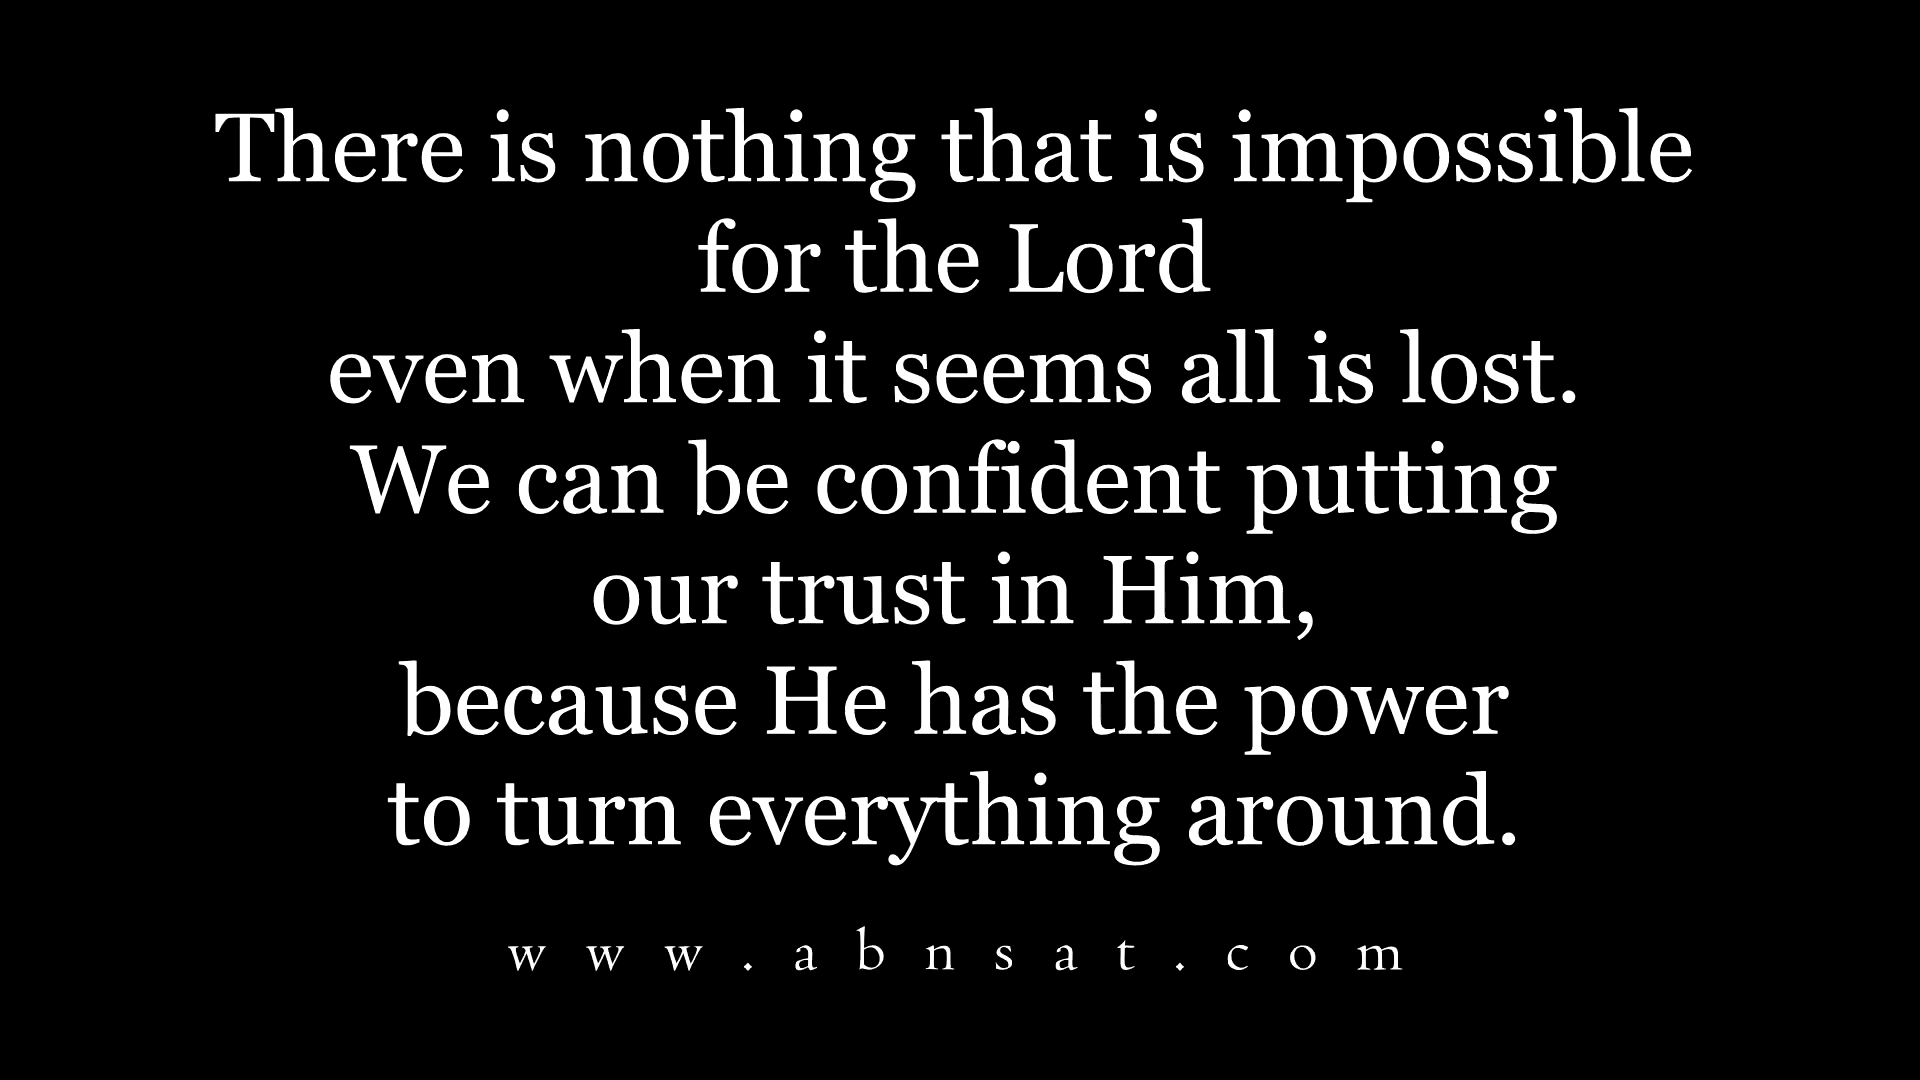 There is nothing that is impossible
for the Lord
even when it seems all is lost.
We can be confident putting
our trust in Him,
because He has the power
to turn everything around.
www.abnsat.com